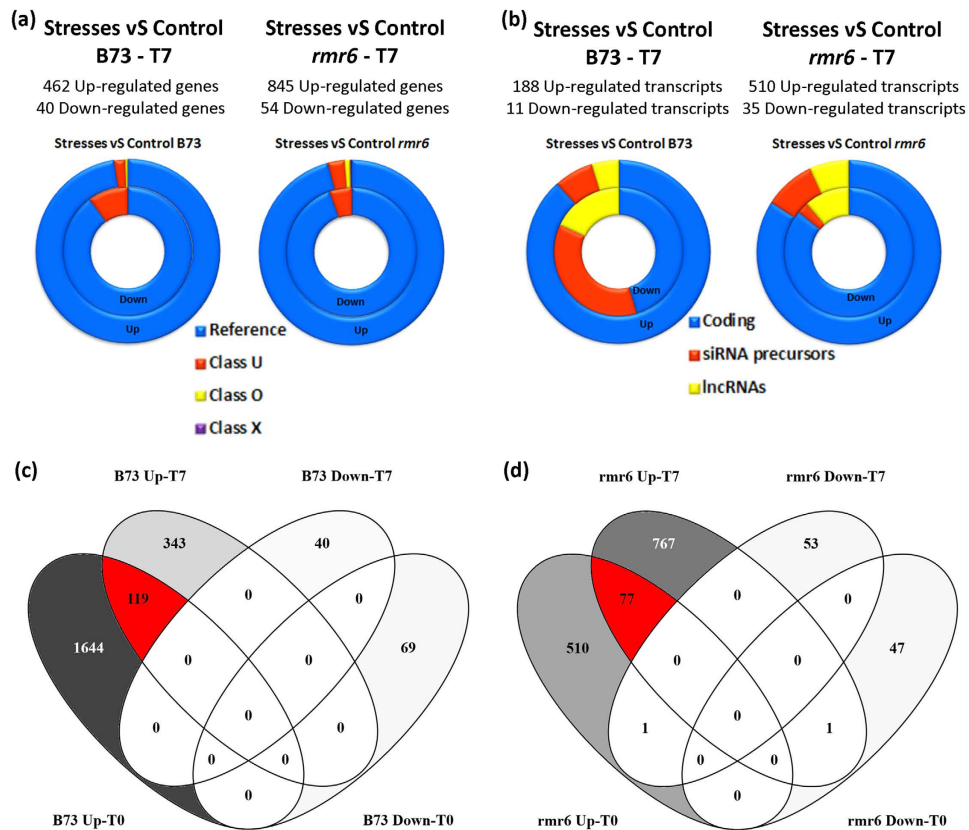 (a)
Stresses vS Control
B73 - T7
462 Up-regulated genes
40 Down-regulated genes
Stresses vS Control B73
Down
Up
Stresses vS Control
rmr6 - T7
845 Up-regulated genes
54 Down-regulated genes
Stresses vS Control rmr6
Down
Up
Reference
Class U
Class O
Class X
(b)
Stresses vS Control
B73 - T7
188 Up-regulated transcripts
11 Down-regulated transcripts
Stresses vS Control B73
Down
Up
Stresses vS Control
rmr6 - T7
510 Up-regulated transcripts
35 Down-regulated transcripts
Stresses vS Control rmr6
Down
Up
Coding
siRNA precursors
lncRNAs
(c)
B73 Up-T7
B73 Down-T7
343
40
119
0
0
1644
0
0
69
0
0
0
0
0
0
B73 Up-T0
B73 Down-T0
(d)
rmr6 Up-T7
rmr6 Down-T7
767
53
77
0
0
510
0
0
47
1
0
1
0
0
0
rmr6 Up-T0
rmr6 Down-T0